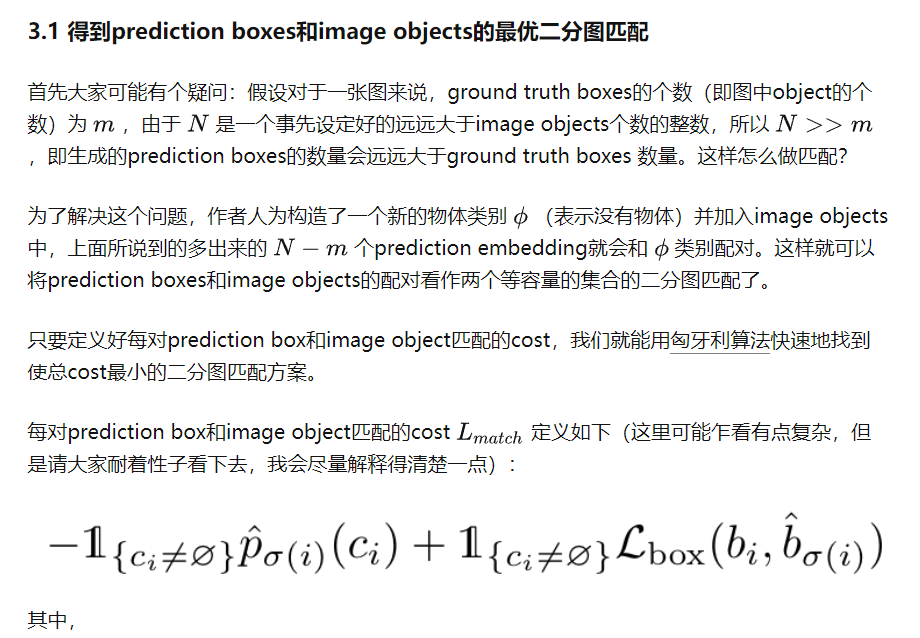 3.1 得到prediction boxes和image objects的最优二分图匹配
首先大家可能有个疑问：假设对于一张图来说，ground truth boxes的个数（即图中object的个
数）为 m ，由于 N 是一个事先设定好的远远大于image objects个数的整数，所以 N >> m
，即生成的prediction boxes的数量会远远大于ground truth boxes 数量。这样怎么做匹配？
为了解决这个问题，作者人为构造了一个新的物体类别 ϕ （表示没有物体）并加入image objects
中，上面所说到的多出来的 N − m 个prediction embedding就会和 ϕ 类别配对。这样就可以
将prediction boxes和image objects的配对看作两个等容量的集合的二分图匹配了。
只要定义好每对prediction box和image object匹配的cost，我们就能用匈牙利算法快速地找到
使总cost最小的二分图匹配方案。
每对prediction box和image object匹配的cost L_{match} 定义如下（这里可能乍看有点复杂，但
是请大家耐着性子看下去，我会尽量解释得清楚一点）：
−𝟙_{\{c_i≠∅\}} p̂_{σ(i)}(c_i) + 𝟙_{\{c_i≠∅\}} ℒ_{box}(b_i, b̂_{σ(i)})
其中，